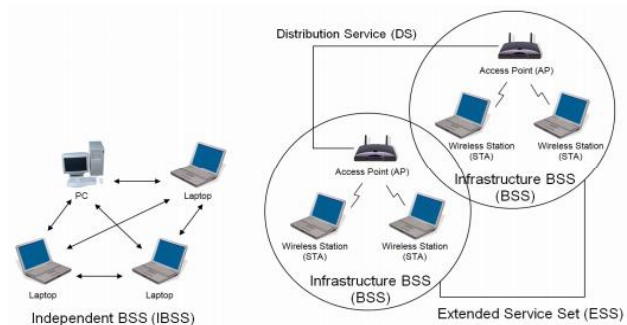 PC
Laptop
Laptop
Laptop
Independent BSS (IBSS)
Distribution Service (DS)
Access Point (AP)
Wireless Station
(STA)
Wireless Station
(STA)
Infrastructure BSS
(BSS)
Access Point (AP)
Wireless Station
(STA)
Wireless Station
(STA)
Infrastructure BSS
(BSS)
Extended Service Set (ESS)